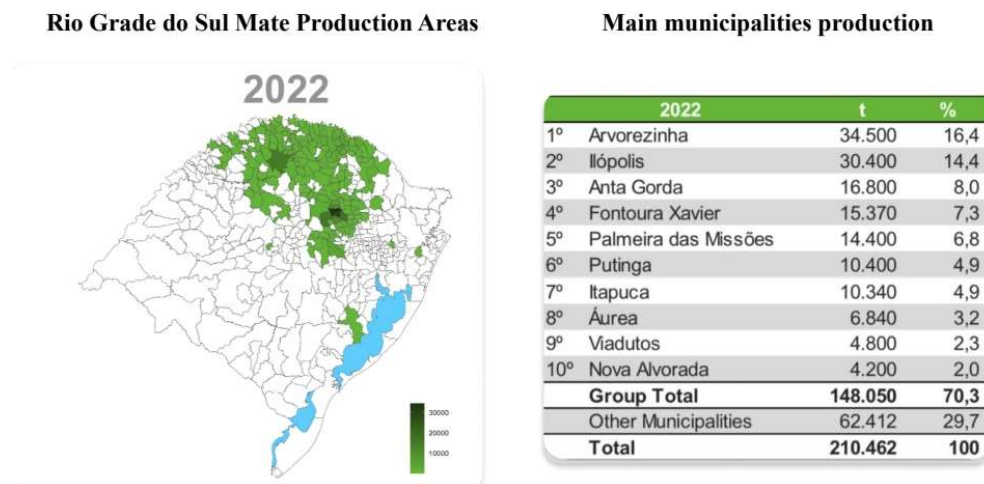 Rio Grade do Sul Mate Production Areas
2022
30000
20000
10000
Main municipalities production
2022 t %
1º Arvorezinha 34.500 16,4
2º Ilópolis 30.400 14,4
3º Anta Gorda 16.800 8,0
4º Fontoura Xavier 15.370 7,3
5º Palmeira das Missões 14.400 6,8
6º Putinga 10.400 4,9
7º Itapuca 10.340 4,9
8º Áurea 6.840 3,2
9º Viadutos 4.800 2,3
10º Nova Alvorada 4.200 2,0
Group Total 148.050 70,3
Other Municipalities 62.412 29,7
Total 210.462 100